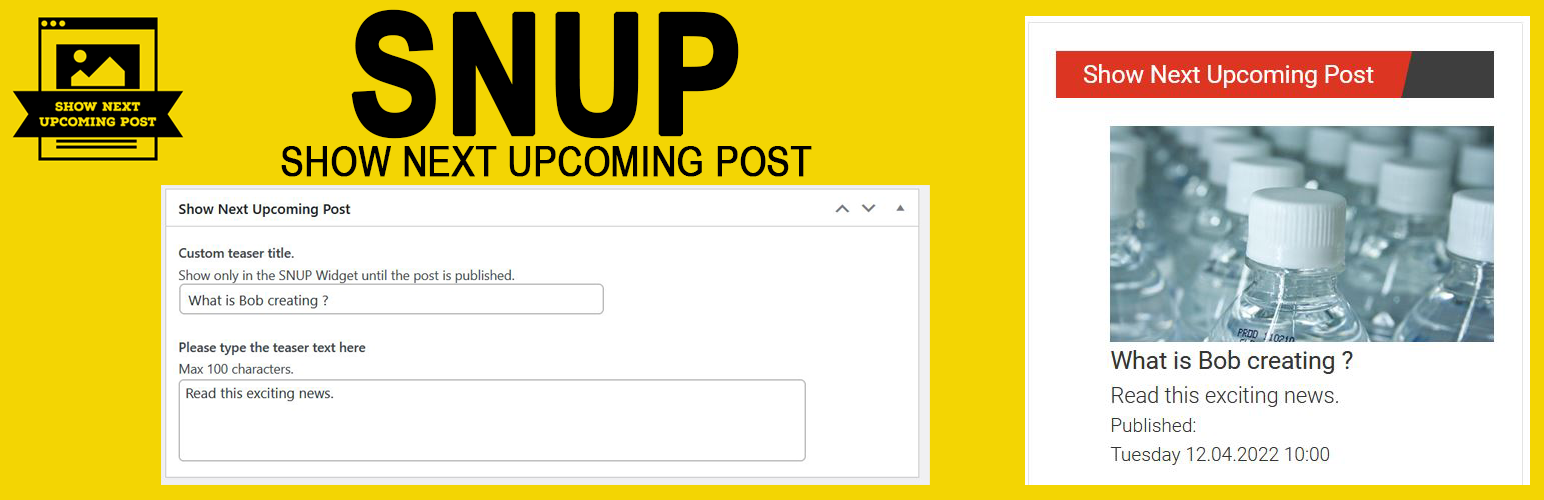 SHOW NEXT
UPCOMING POST
SNUP
SHOW NEXT UPCOMING POST
Show Next Upcoming Post
Custom teaser title.
Show only in the SNUP Widget until the post is published.
What is Bob creating ?
Please type the teaser text here
Max 100 characters.
Read this exciting news.
Show Next Upcoming Post
PROD 110210
What is Bob creating ?
Read this exciting news.
Published:
Tuesday 12.04.2022 10:00